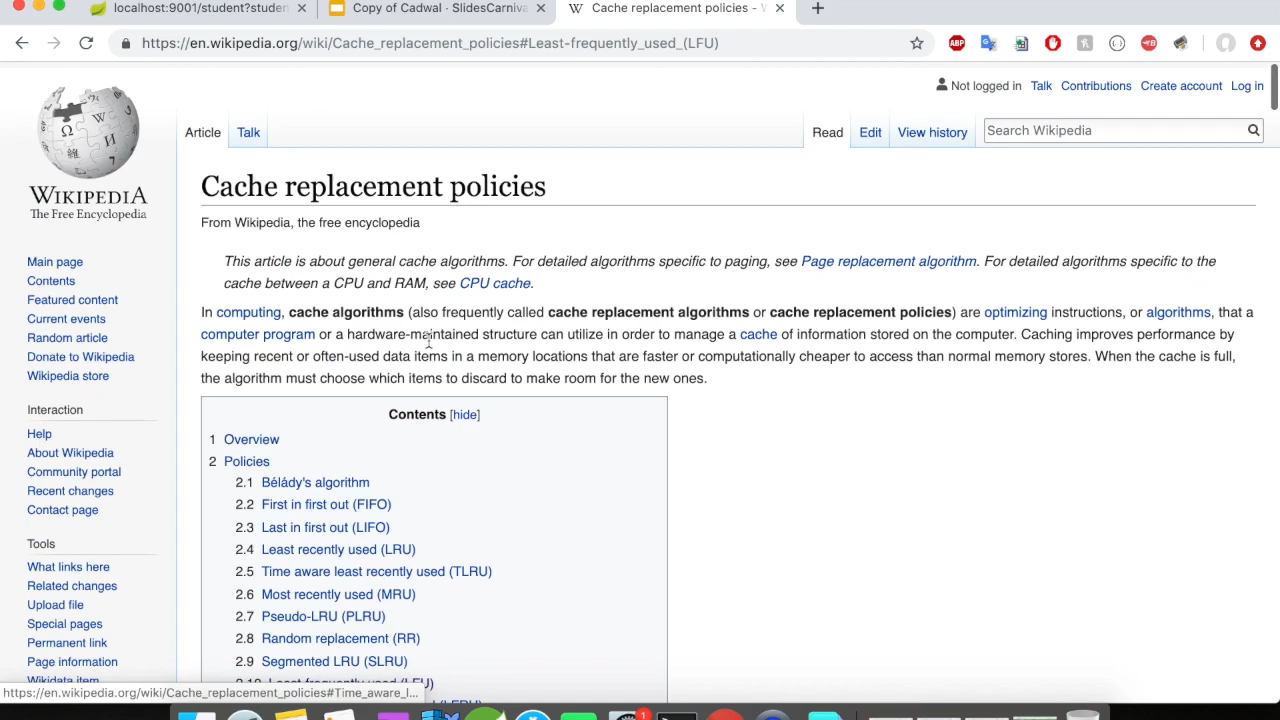 localhost:9001/student?studen
Copy of Cadwal · SlidesCarnival
Cache replacement policies -
https://en.wikipedia.org/wiki/Cache_replacement_policies#Least-frequently_used_(LFU)
ABP
Not logged in Talk Contributions Create account Log in
Article Talk Read Edit View history Search Wikipedia
WIKIPEDIA
The Free Encyclopedia
Main page
Contents
Featured content
Current events
Random article
Donate to Wikipedia
Wikipedia store
Interaction
Help
About Wikipedia
Community portal
Recent changes
Contact page
Tools
What links here
Related changes
Upload file
Special pages
Permanent link
Page information
Wikidata item
Cache replacement policies
From Wikipedia, the free encyclopedia
This article is about general cache algorithms. For detailed algorithms specific to paging, see Page replacement algorithm. For detailed algorithms specific to the
cache between a CPU and RAM, see CPU cache.
In computing, cache algorithms (also frequently called cache replacement algorithms or cache replacement policies) are optimizing instructions, or algorithms, that a
computer program or a hardware-maintained structure can utilize in order to manage a cache of information stored on the computer. Caching improves performance by
keeping recent or often-used data items in a memory locations that are faster or computationally cheaper to access than normal memory stores. When the cache is full,
the algorithm must choose which items to discard to make room for the new ones.
Contents [hide]
1 Overview
2 Policies
2.1 Bélády's algorithm
2.2 First in first out (FIFO)
2.3 Last in first out (LIFO)
2.4 Least recently used (LRU)
2.5 Time aware least recently used (TLRU)
2.6 Most recently used (MRU)
2.7 Pseudo-LRU (PLRU)
2.8 Random replacement (RR)
2.9 Segmented LRU (SLRU)
2.10 Least frequently used (LFU)
https://en.wikipedia.org/wiki/Cache_replacement_policies#Time_aware_l...
1